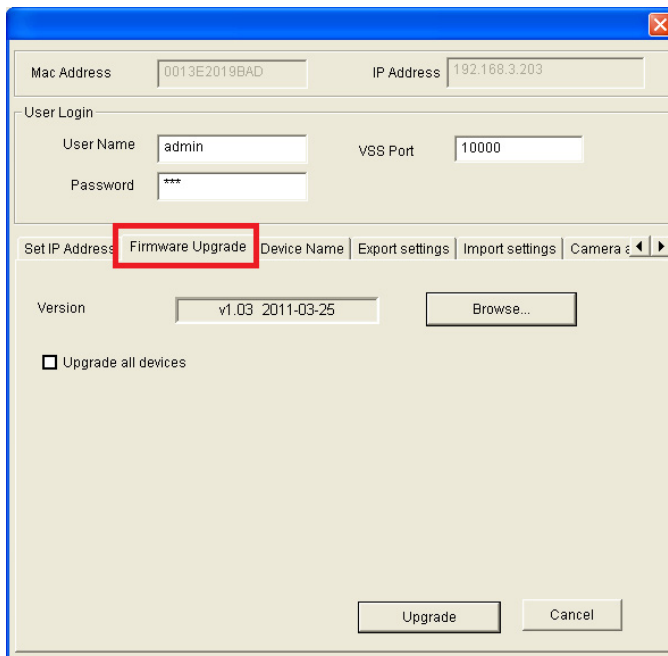 Mac Address 0013E2019BAD IP Address 192.168.3.203
User Login
User Name admin VSS Port 10000
Password ***
Set IP Address Firmware Upgrade Device Name Export settings Import settings Camera a
Version v1.03 2011-03-25 Browse...
Upgrade all devices
Upgrade Cancel